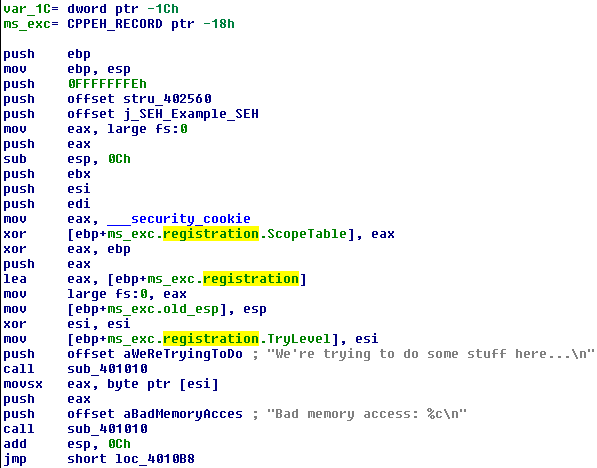 var_1C= dword ptr -1Ch
ms_exc= CPPEH_RECORD ptr -18h
push ebp
mov ebp, esp
push 0FFFFFFFEh
push offset stru_402560
push offset j_SEH_Example_SEH
mov eax, large fs:0
push eax
sub esp, 0Ch
push ebx
push esi
push edi
mov eax, ___security_cookie
xor [ebp+ms_exc.registration.ScopeTable], eax
xor eax, ebp
push eax
lea eax, [ebp+ms_exc.registration]
mov large fs:0, eax
mov [ebp+ms_exc.old_esp], esp
xor esi, esi
mov [ebp+ms_exc.registration.TryLevel], esi
push offset aWeReTryingToDo ; "We're trying to do some stuff here...\n"
call sub_401010
movsx eax, byte ptr [esi]
push eax
push offset aBadMemoryAcces ; "Bad memory access: %c\n"
call sub_401010
add esp, 0Ch
jmp short loc_4010B8